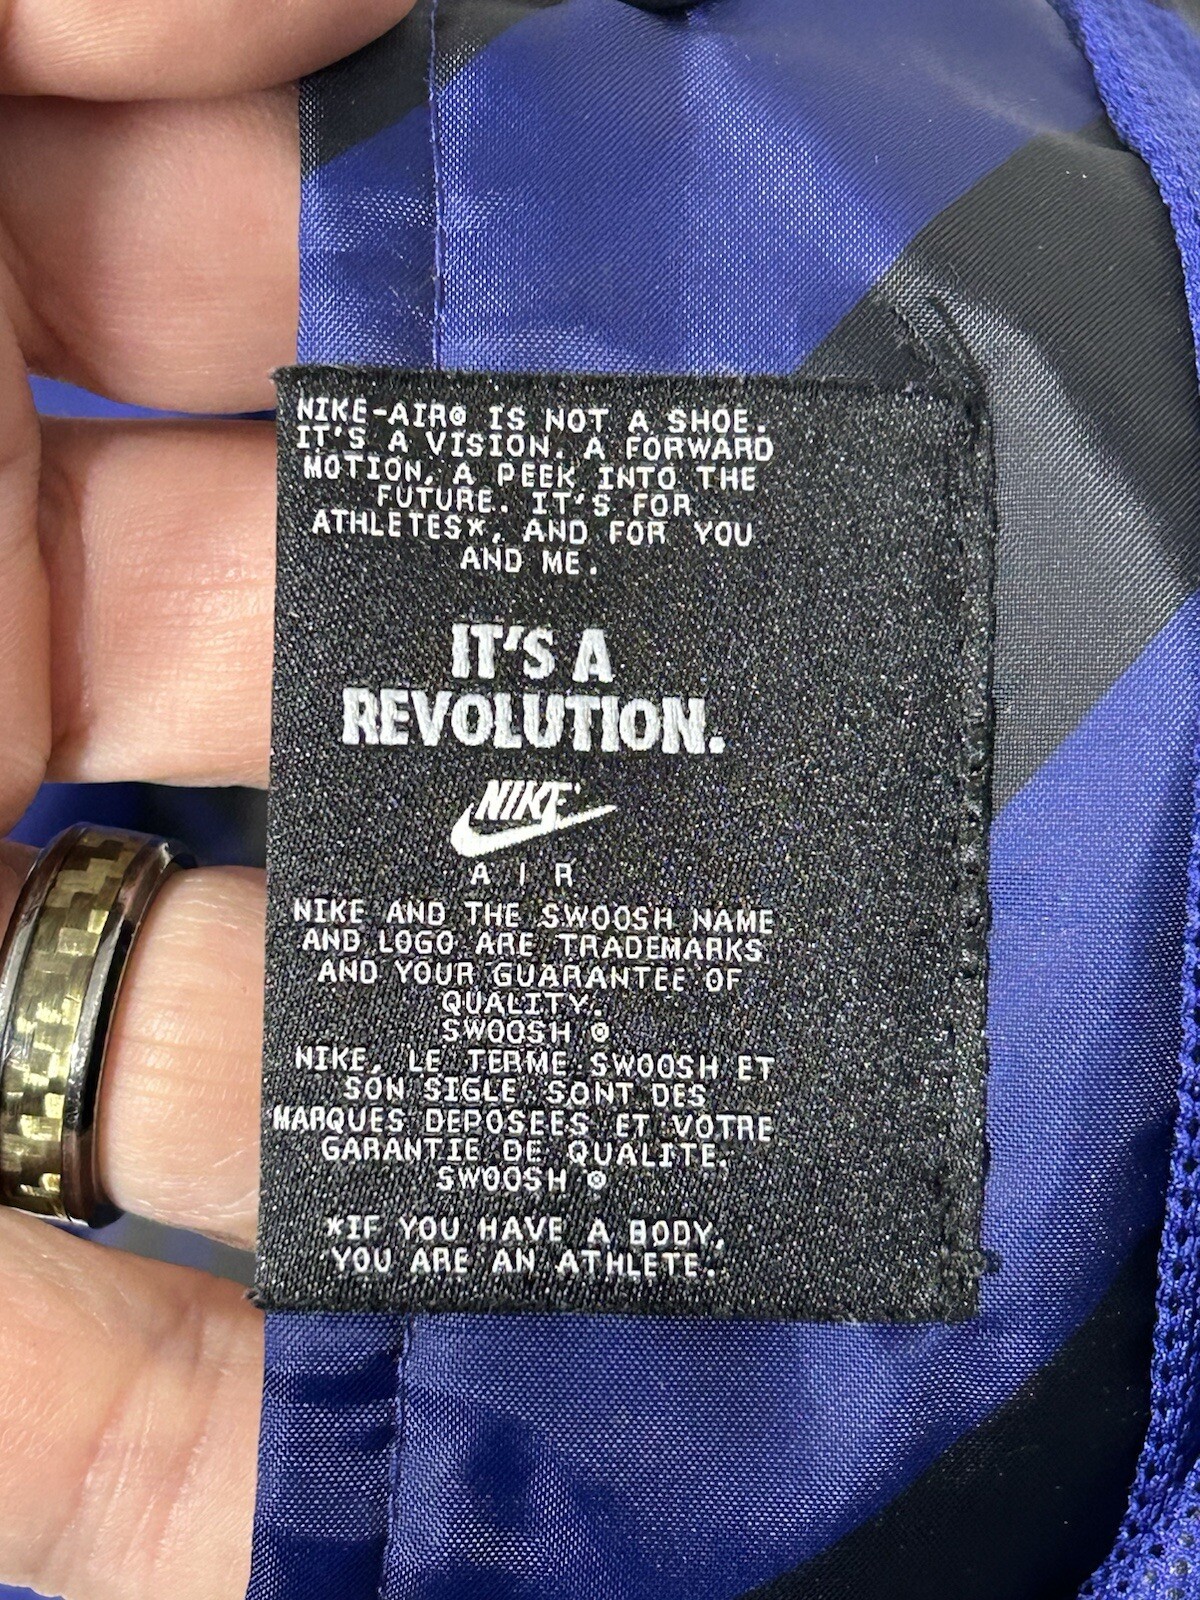 NIKE-AIR® IS NOT A SHOE.
IT'S A VISION. A FORWARD
MOTION, A PEEK INTO THE
FUTURE. IT'S FOR
ATHLETES*, AND FOR YOU
AND ME.
IT'S A
REVOLUTION.
NIKE
AIR
NIKE AND THE SWOOSH NAME
AND LOGO ARE TRADEMARKS
AND YOUR GUARANTEE OF
QUALITY.
SWOOSH ®
NIKE, LE TERME SWOOSH ET
SON SIGLE SONT DES
MARQUES DEPOSEES ET VOTRE
GARANTIE DE QUALITE.
SWOOSH ®
*IF YOU HAVE A BODY,
YOU ARE AN ATHLETE.